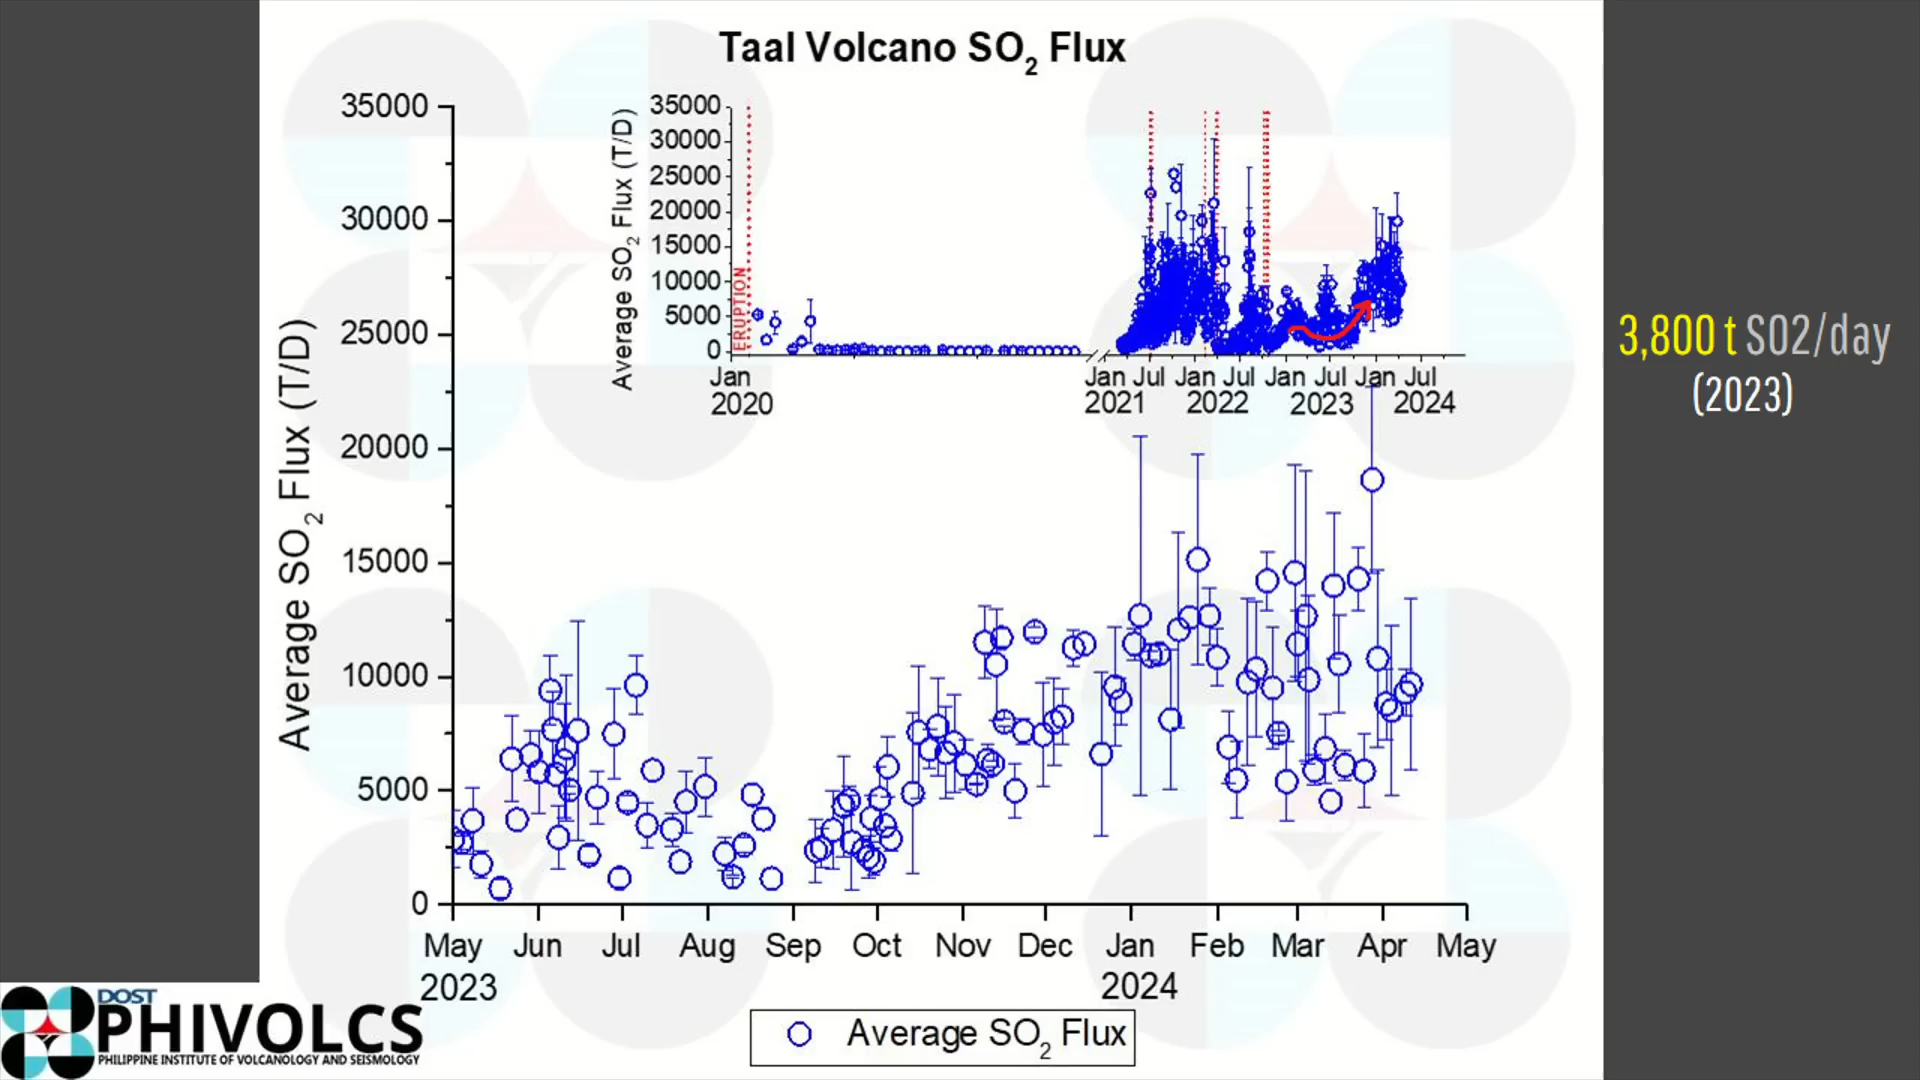 Taal Volcano SO2 Flux
35000
30000
25000
20000
15000
10000
5000
0
Average SO2 Flux (T/D)
35000
30000
25000
20000
15000
10000
5000
0
Average SO2 Flux (T/D)
ERUPTION
Jan Jan Jul Jan Jul Jan Jul Jan Jul
2020 2021 2022 2023 2024
3,800 t SO2/day
(2023)
May Jun Jul Aug Sep Oct Nov Dec Jan Feb Mar Apr May
2023 2024
Average SO2 Flux
DOST
PHIVOLCS
PHILIPPINE INSTITUTE OF VOLCANOLOGY AND SEISMOLOGY